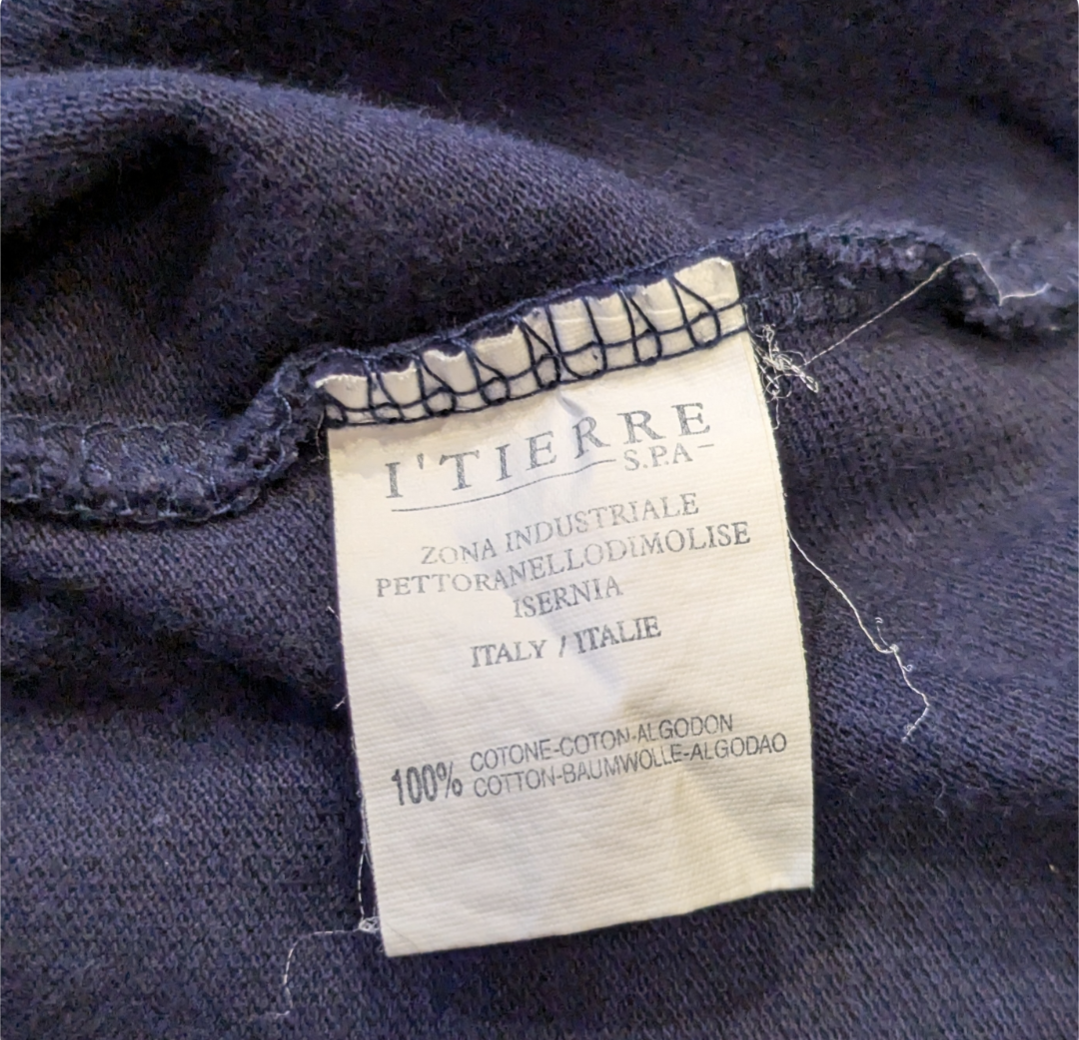 I'TIERRE
S.P.A
ZONA INDUSTRIALE
PETTORANELLODIMOLISE
ISERNIA
ITALY / ITALIE
100% COTONE-COTON-ALGODON
COTTON-BAUMWOLLE-ALGODAO